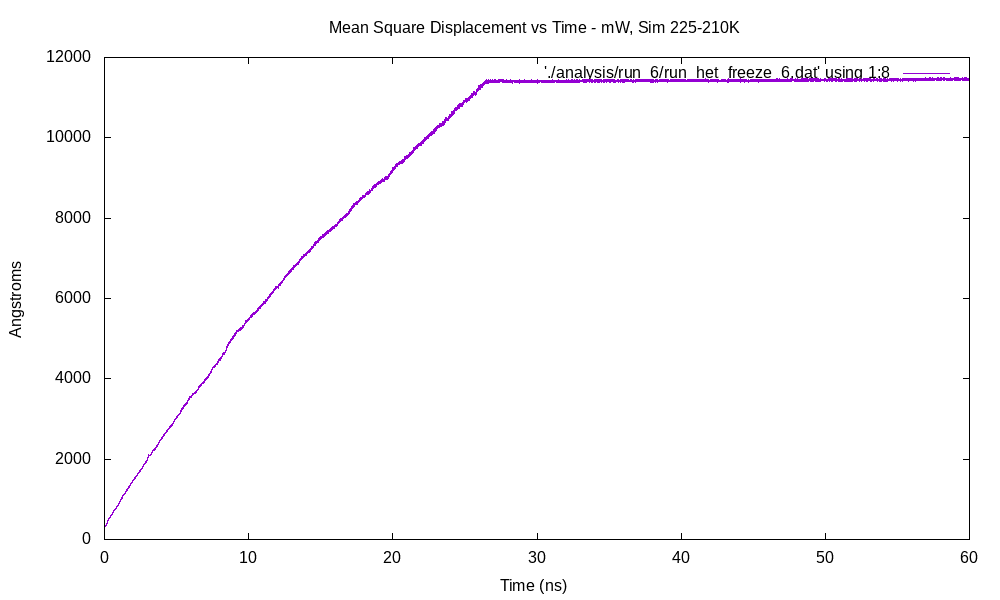 Mean Square Displacement vs Time - mW, Sim 225-210K
12000
'./analysis/run_6/run_het_freeze_6.dat' using 1:8
10000
8000
6000
4000
2000
0
Angstroms
0 10 20 30 40 50 60
Time (ns)